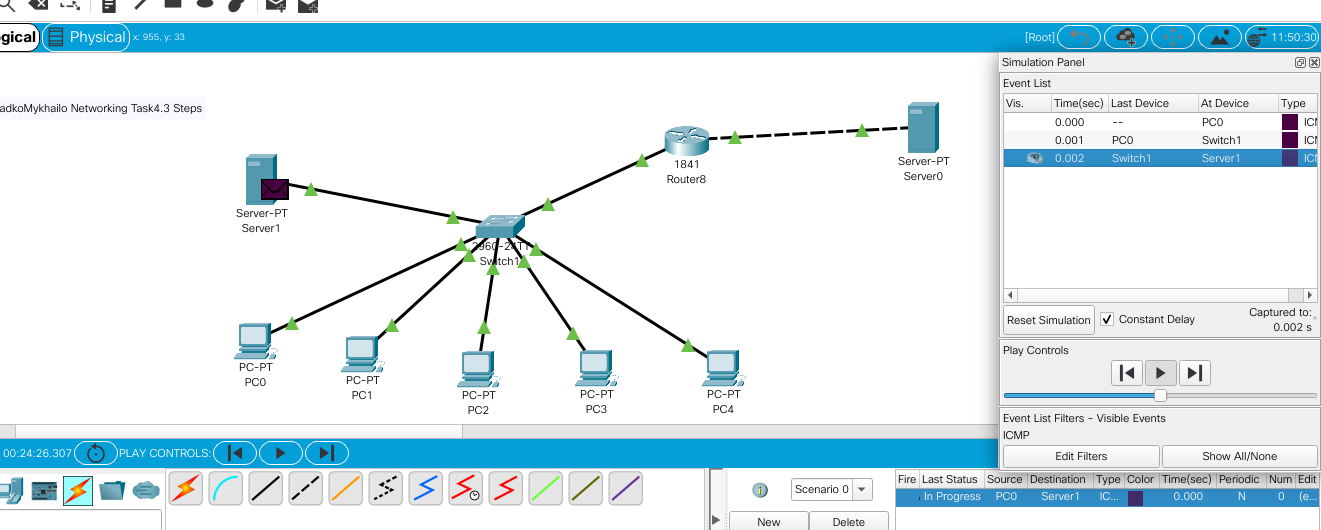 gical Physical x: 955, y: 33 [Root] 11:50:30
Simulation Panel
Event List
Vis. Time(sec) Last Device At Device Type
0.000 -- PC0 ICI
0.001 PC0 Switch1 ICI
0.002 Switch1 Server1 ICI
Reset Simulation Constant Delay Captured to:
0.002 s
Play Controls
Event List Filters - Visible Events
ICMP
Edit Filters Show All/None
adkoMykhailo Networking Task4.3 Steps
1841
Router8
Server-PT
Server0
Server-PT
Server1
2960-24TT
Switch1
PC-PT
PC0
PC-PT
PC1
PC-PT
PC2
PC-PT
PC3
PC-PT
PC4
00:24:26.307 PLAY CONTROLS:
Scenario 0
New Delete
Fire Last Status Source Destination Type Color Time(sec) Periodic Num Edit
In Progress PC0 Server1 IC... 0.000 N 0 (e...